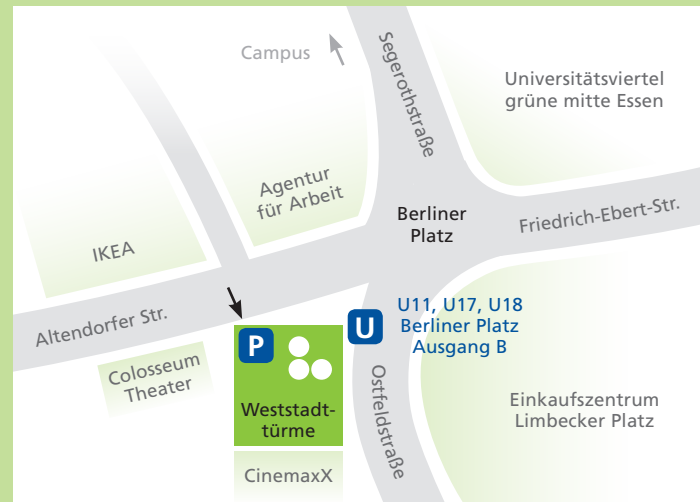 Campus
Segerothstraße
Universitätsviertel
grüne mitte Essen
Agentur
für Arbeit
Berliner
Platz
Friedrich-Ebert-Str.
IKEA
Altendorfer Str.
U11, U17, U18
Berliner Platz
Ausgang B
U
P
Colosseum
Theater
Weststadt-
türme
Ostfeldstraße
Einkaufszentrum
Limbecker Platz
CinemaxX